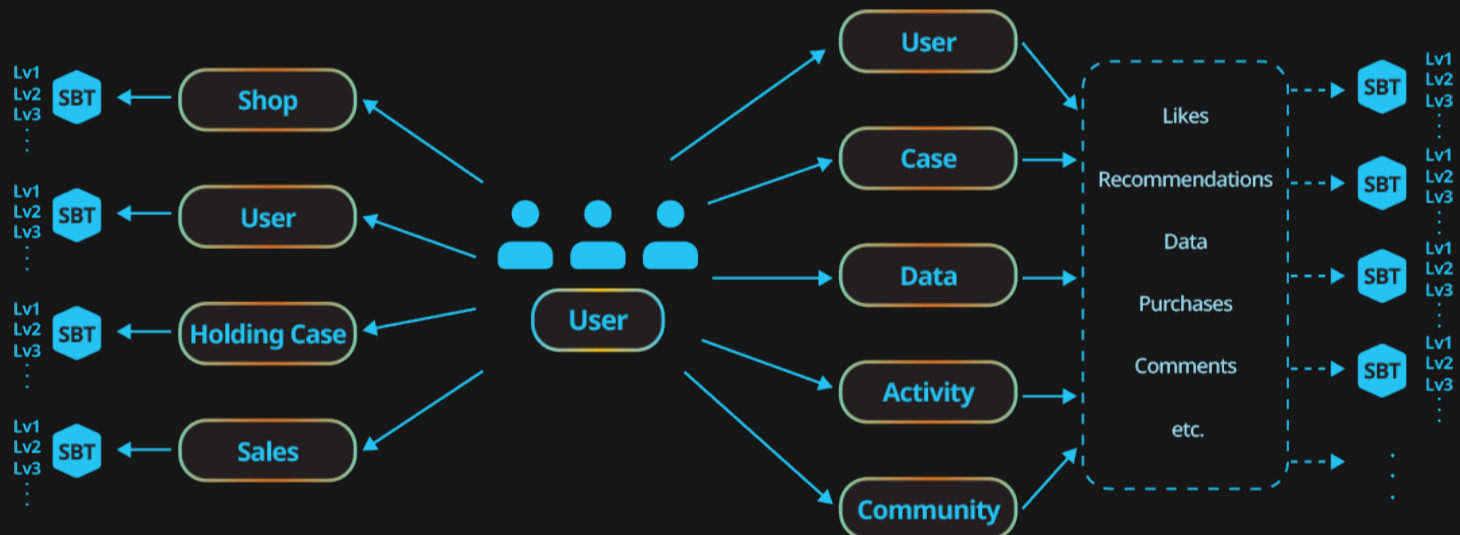 Lv1
Lv2
Lv3
SBT
Shop
Lv1
Lv2
Lv3
SBT
User
Lv1
Lv2
Lv3
SBT
Holding Case
Lv1
Lv2
Lv3
SBT
Sales
User
User
Case
Data
Activity
Community
Likes
Recommendations
Data
Purchases
Comments
etc.
SBT
Lv1
Lv2
Lv3
SBT
Lv1
Lv2
Lv3
SBT
Lv1
Lv2
Lv3
SBT
Lv1
Lv2
Lv3